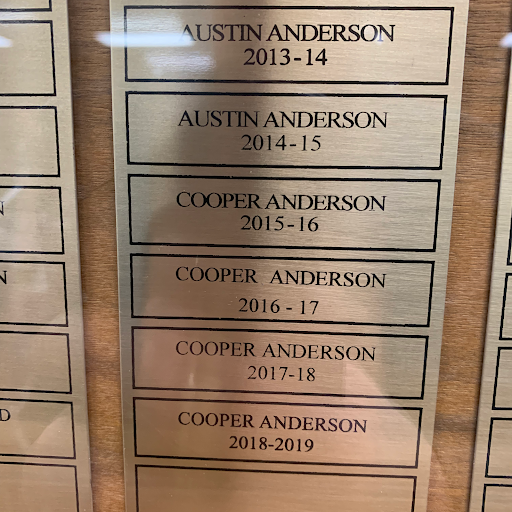 AUSTIN ANDERSON
2013-14
AUSTIN ANDERSON
2014-15
COOPER ANDERSON
2015-16
COOPER ANDERSON
2016 - 17
COOPER ANDERSON
2017-18
COOPER ANDERSON
2018-2019